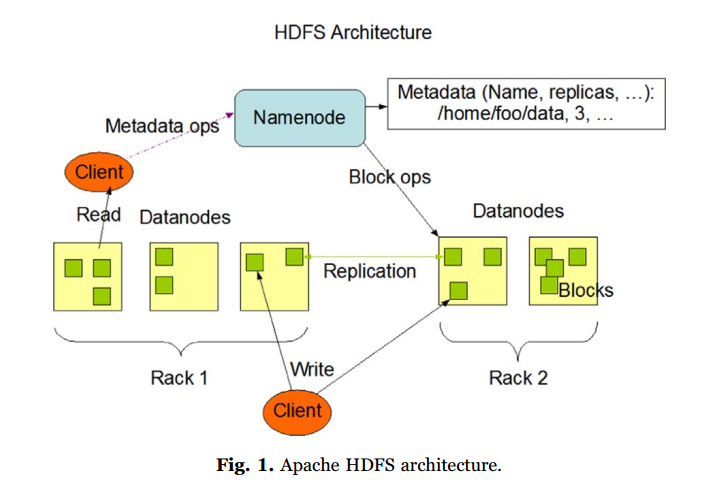 HDFS Architecture
Metadata (Name, replicas, ...):
/home/foo/data, 3, ...
Namenode
Metadata ops
Client
Block ops
Read
Datanodes
Datanodes
Replication
Blocks
Rack 1
Write
Rack 2
Client
Fig. 1. Apache HDFS architecture.